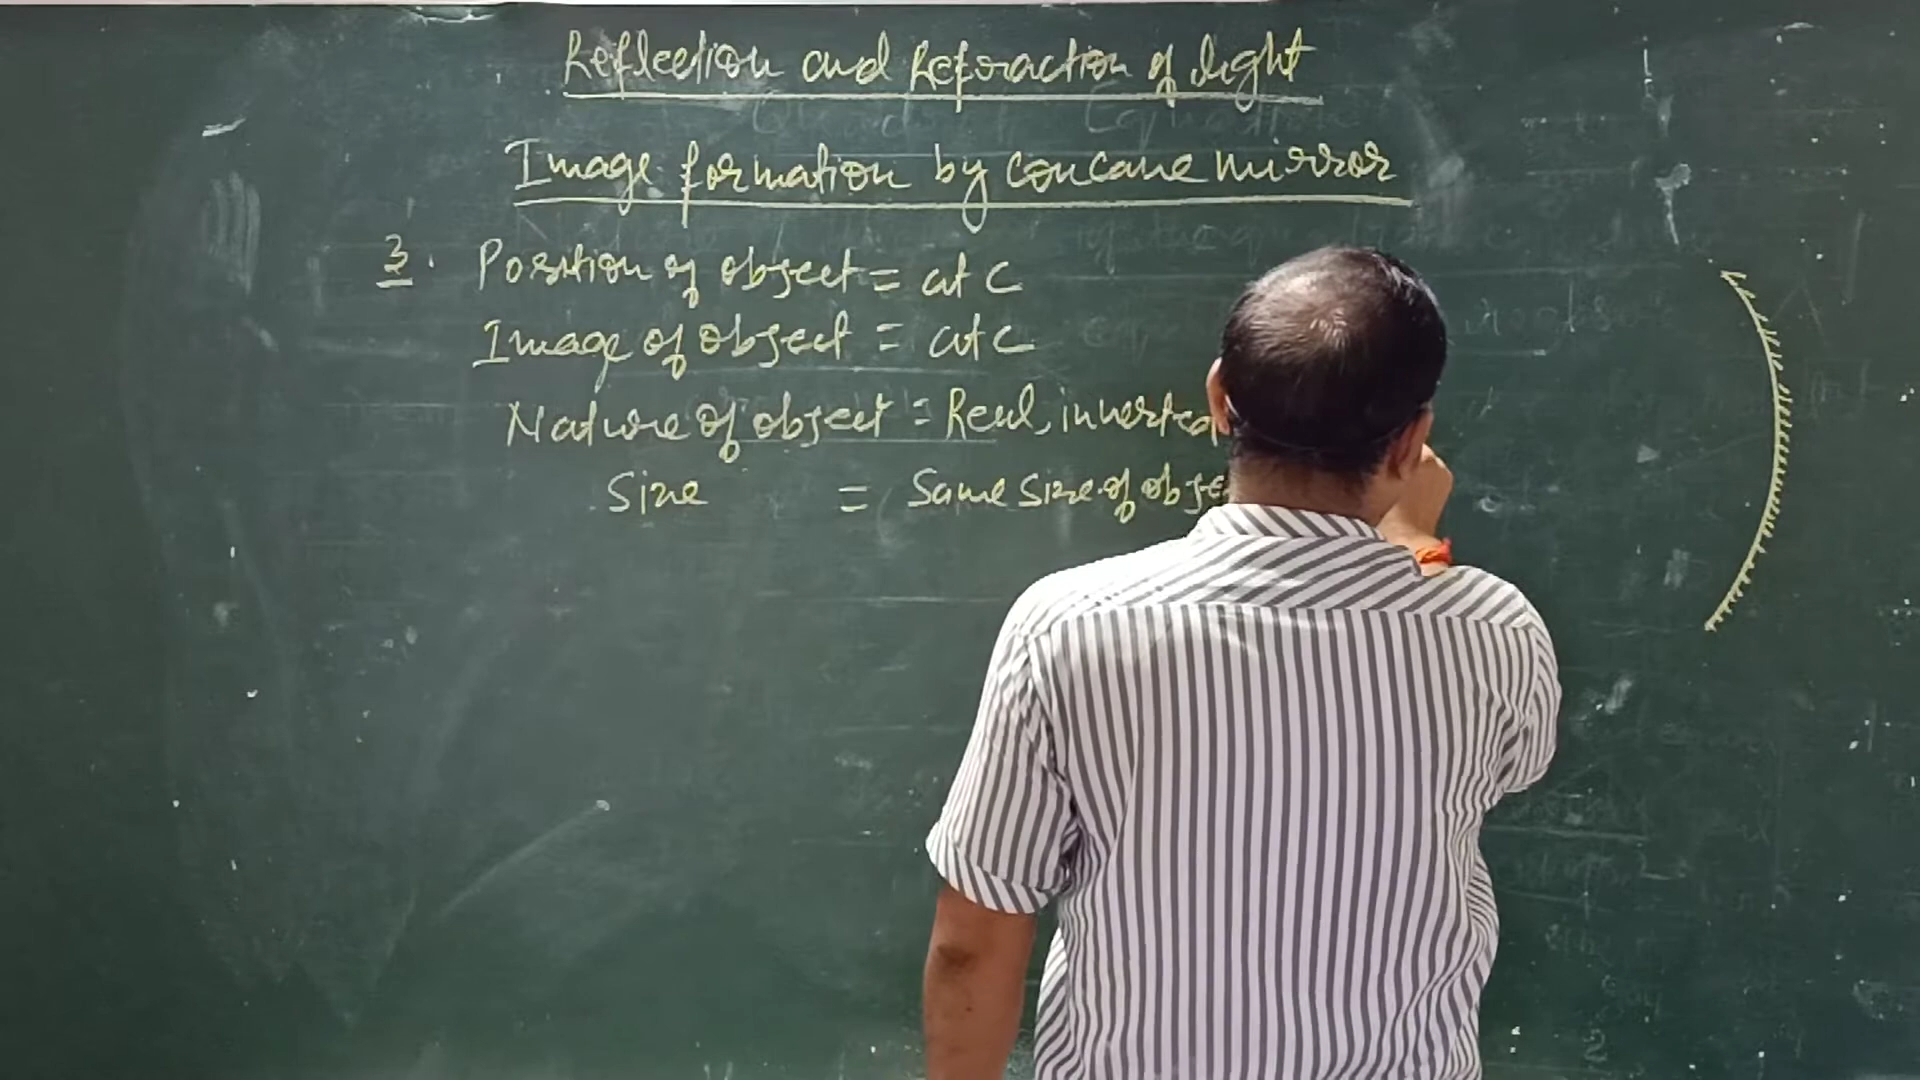 Reflection and Refraction of light
Image formation by concave mirror
3. Position of object = at C
Image of object = at C
Nature of object = Real, inverted
Size = Same size of obje